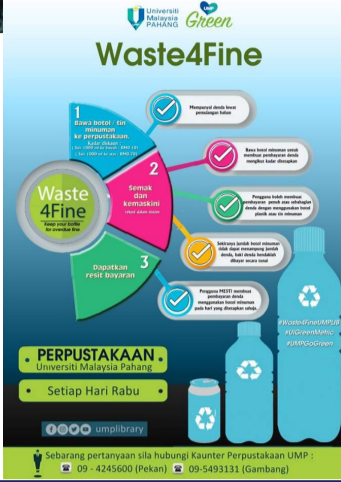 Universiti
Malaysia
PAHANG
UMP
Green
Waste4Fine
1
Bawa botol / tin
minuman
ke perpustakaan.
2
Semak
dan
kemaskini
rekod dalam sistem
3
Dapatkan
resit bayaran
Waste
4Fine
Keep your bottle
for overdue fine
Mempunyai denda lewat
pemulangan bahan
Bawa botol minuman untuk
membuat pembayaran denda
mengikut kadar ditetapkan
Pengguna boleh membuat
pembayaran penuh atau sebahagian
denda dengan menggunakan botol
plastik atau tin minuman
Sekiranya jumlah botol minuman
tidak dapat menampung jumlah
denda, baki denda hendaklah
dibayar secara tunai
Pengguna MESTI membuat
pembayaran denda
menggunakan botol minuman
pada hari yang ditetapkan sahaja.
#Waste4FineUMPLIB
#UIGreenMetric
#UMPGoGreen
• PERPUSTAKAAN •
Universiti Malaysia Pahang
• Setiap Hari Rabu •
umplibrary
Sebarang pertanyaan sila hubungi Kaunter Perpustakaan UMP :
09 - 4245600 (Pekan) 09-5493131 (Gambang)